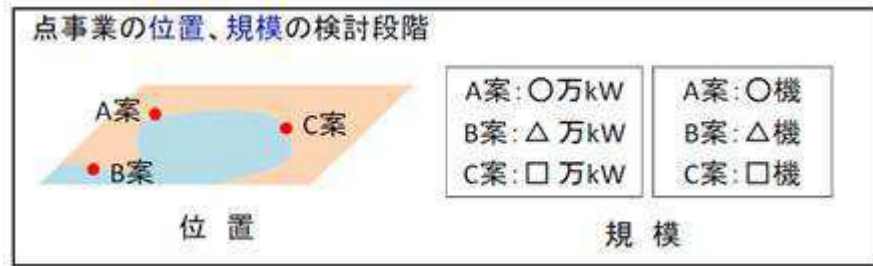 点事業の位置、規模の検討段階
A案
C案
B案
位 置
A案:〇万kW
B案:△ 万kW
C案:□ 万kW
A案:〇機
B案:△機
C案:□機
規 模